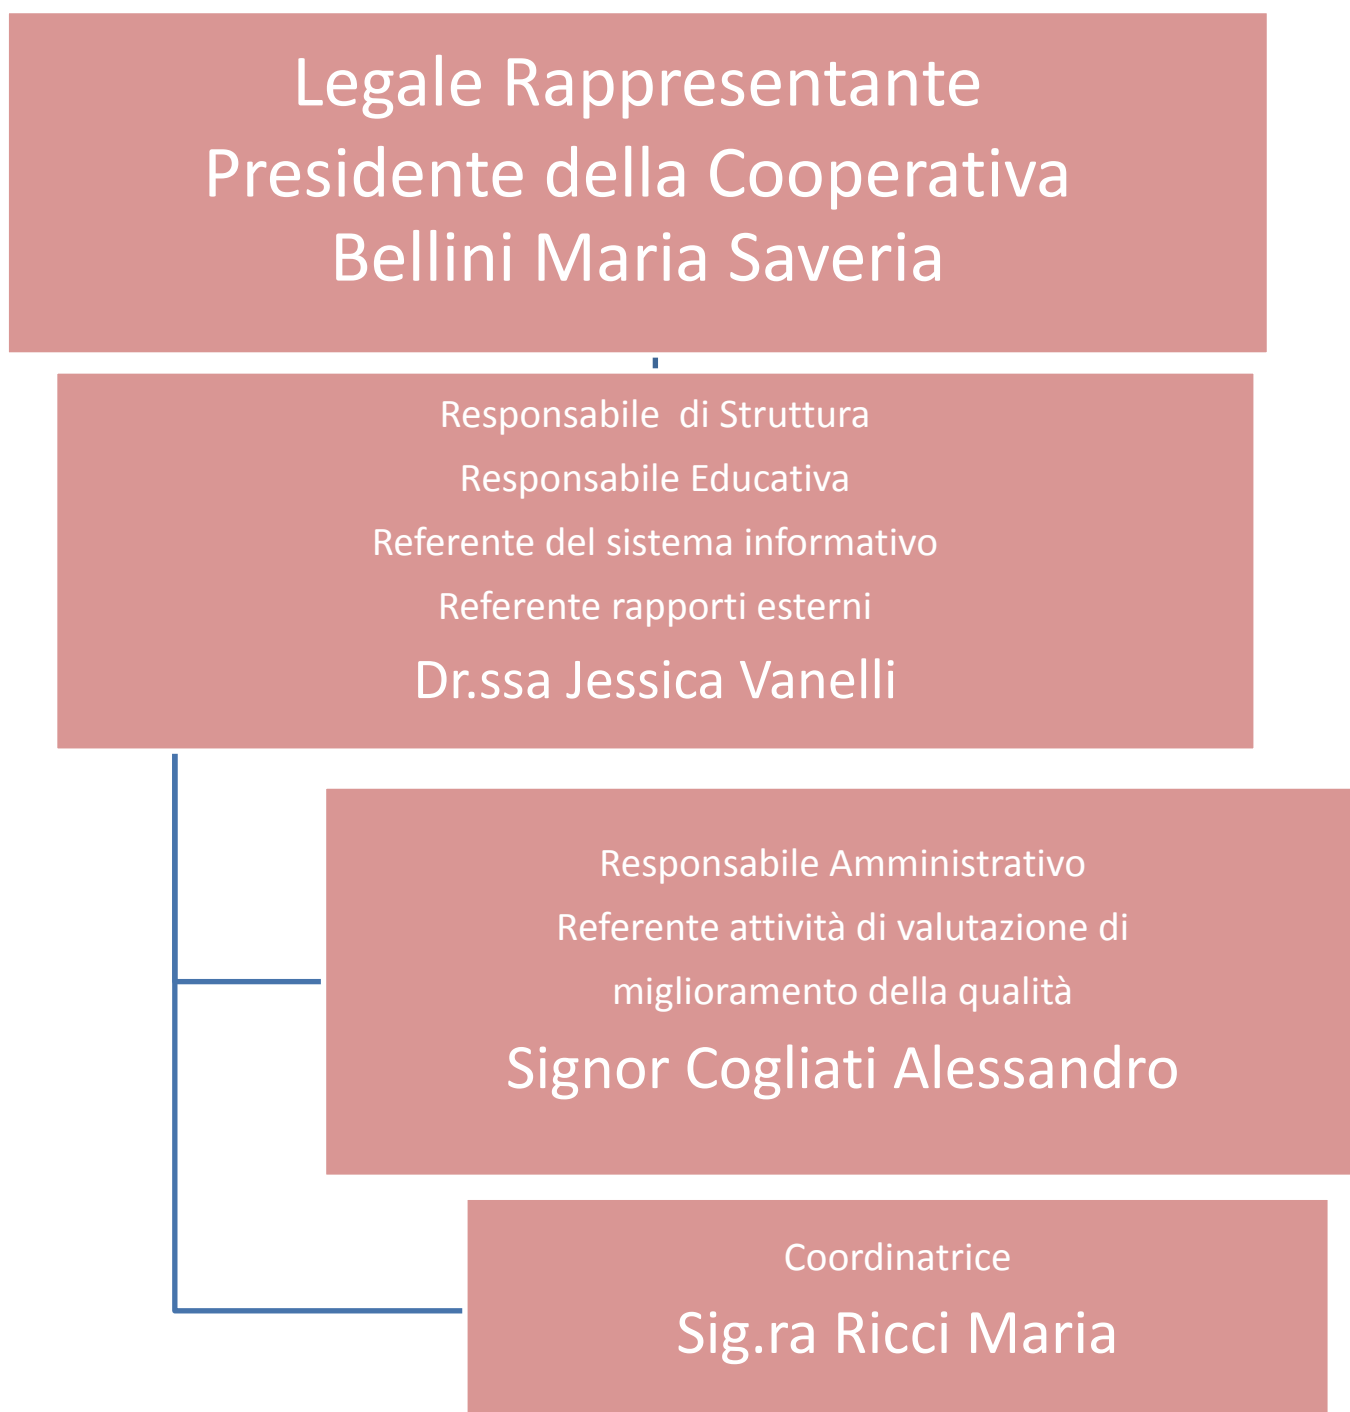 Legale Rappresentante
Presidente della Cooperativa
Bellini Maria Saveria
Responsabile di Struttura
Responsabile Educativa
Referente del sistema informativo
Referente rapporti esterni
Dr.ssa Jessica Vanelli
Responsabile Amministrativo
Referente attività di valutazione di
miglioramento della qualità
Signor Cogliati Alessandro
Coordinatrice
Sig.ra Ricci Maria